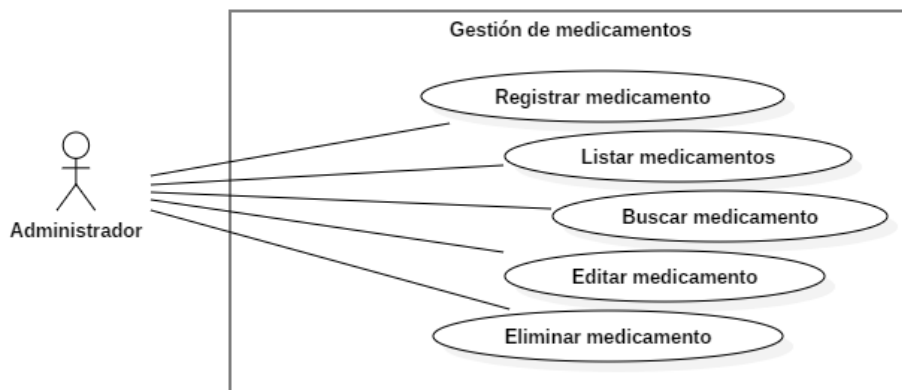 Gestión de medicamentos
Registrar medicamento
Listar medicamentos
Buscar medicamento
Administrador
Editar medicamento
Eliminar medicamento